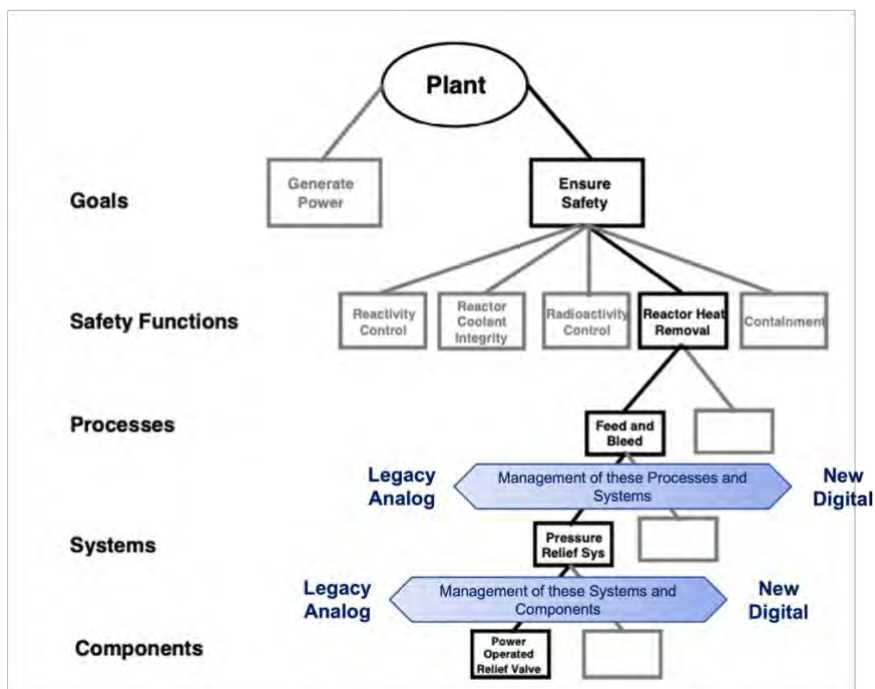 Plant
Goals
Generate
Power
Ensure
Safety
Safety Functions
Reactivity
Control
Reactor
Coolant
Integrity
Radioactivity
Control
Reactor Heat
Removal
Containment
Processes
Feed and
Bleed
Legacy
Analog
Management of these Processes and
Systems
New
Digital
Systems
Pressure
Relief Sys
Legacy
Analog
Management of these Systems and
Components
New
Digital
Components
Power
Operated
Relief Valve